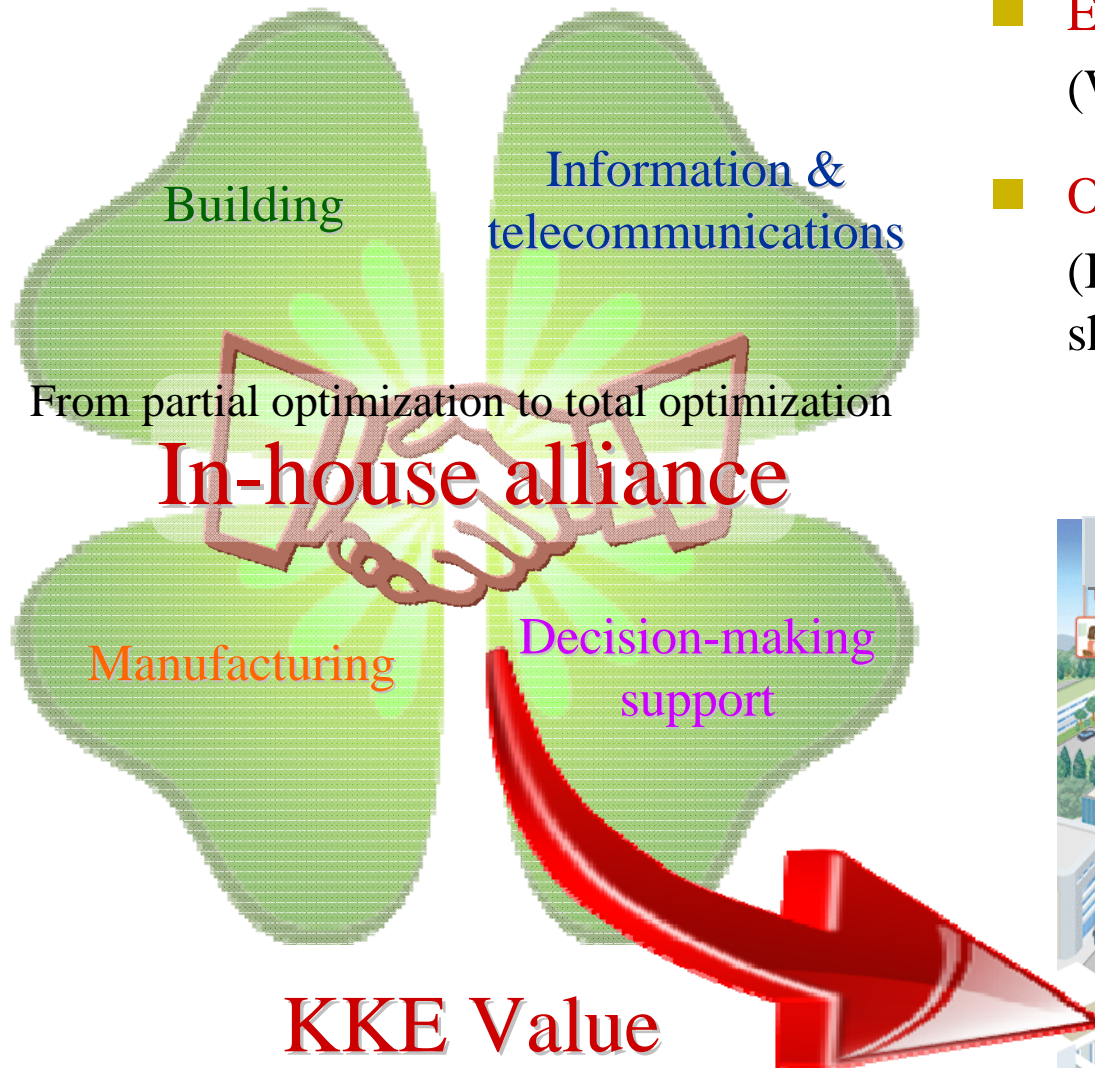 Building
Information &
telecommunications
From partial optimization to total optimization
In-house alliance
Manufacturing
Decision-making
support
KKE Value